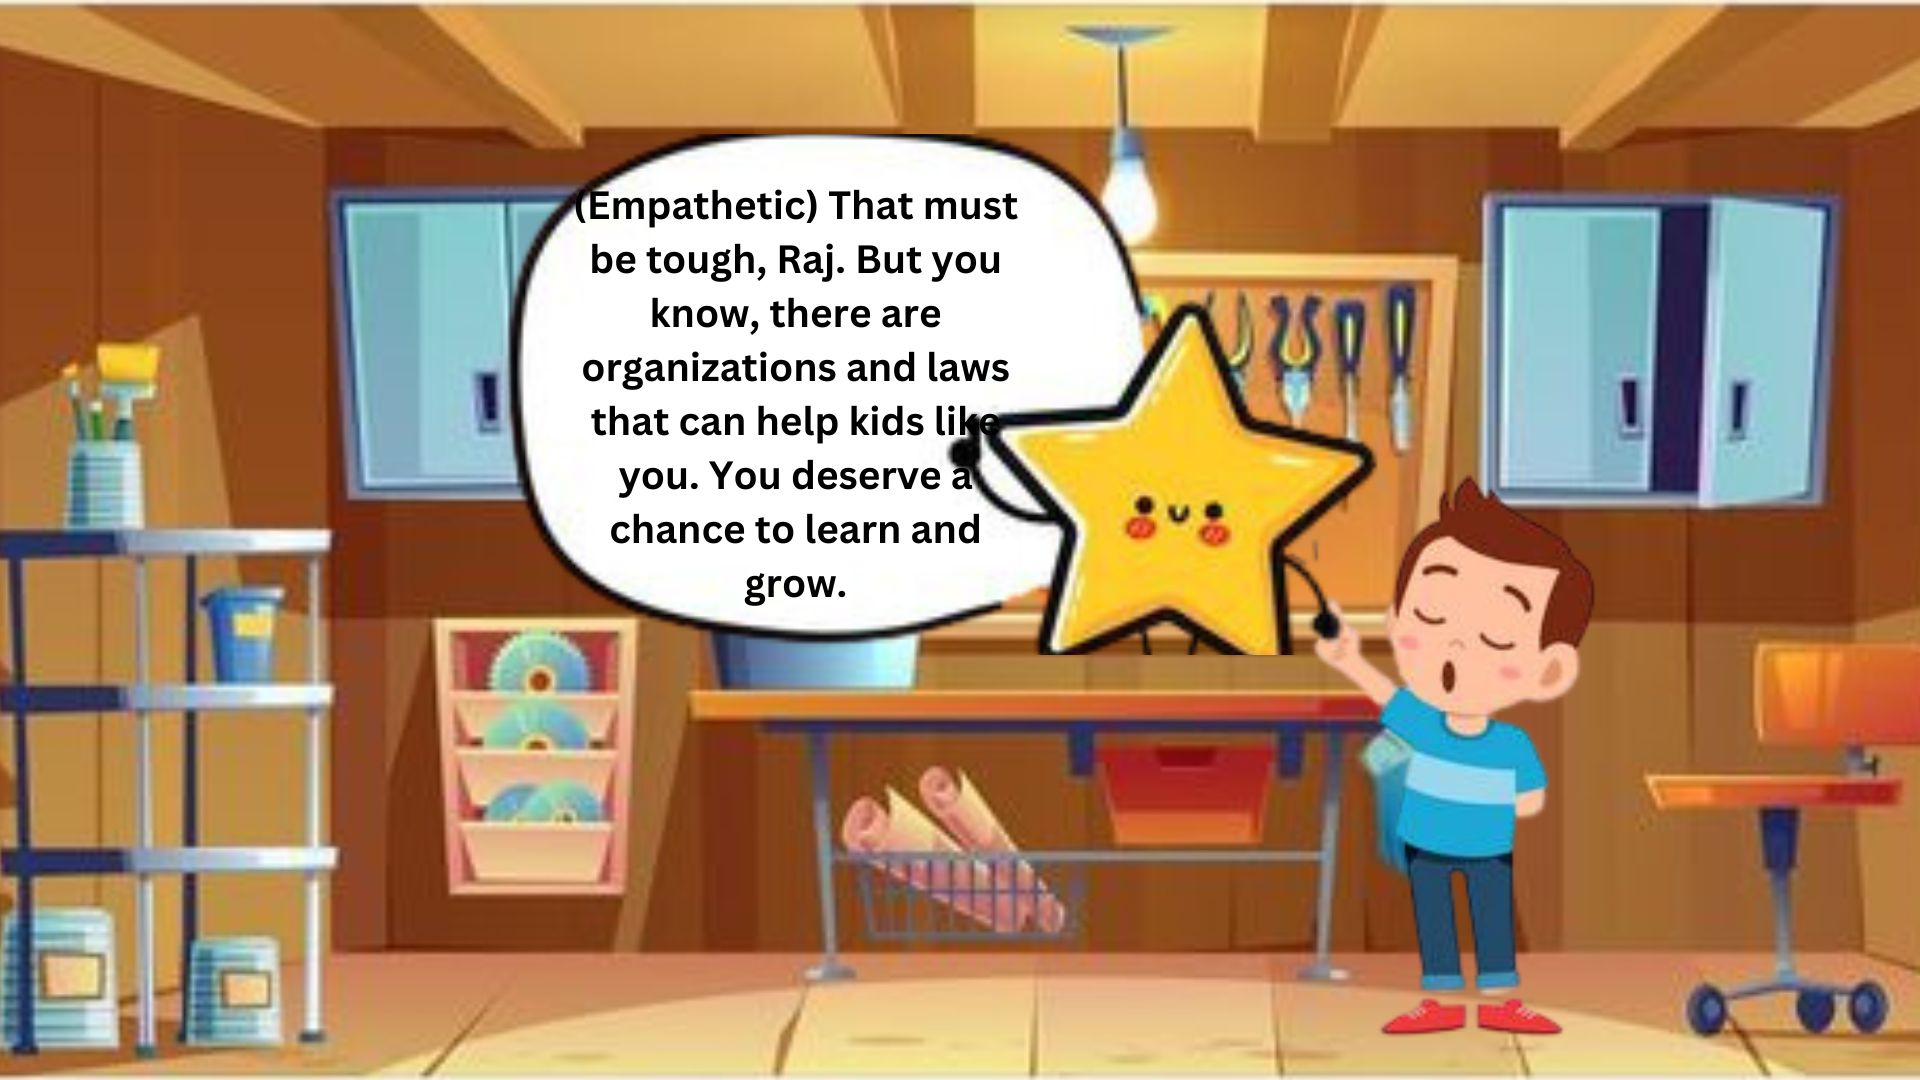 (Empathetic) That must
be tough, Raj. But you
know, there are
organizations and laws
that can help kids like
you. You deserve a
chance to learn and
grow.